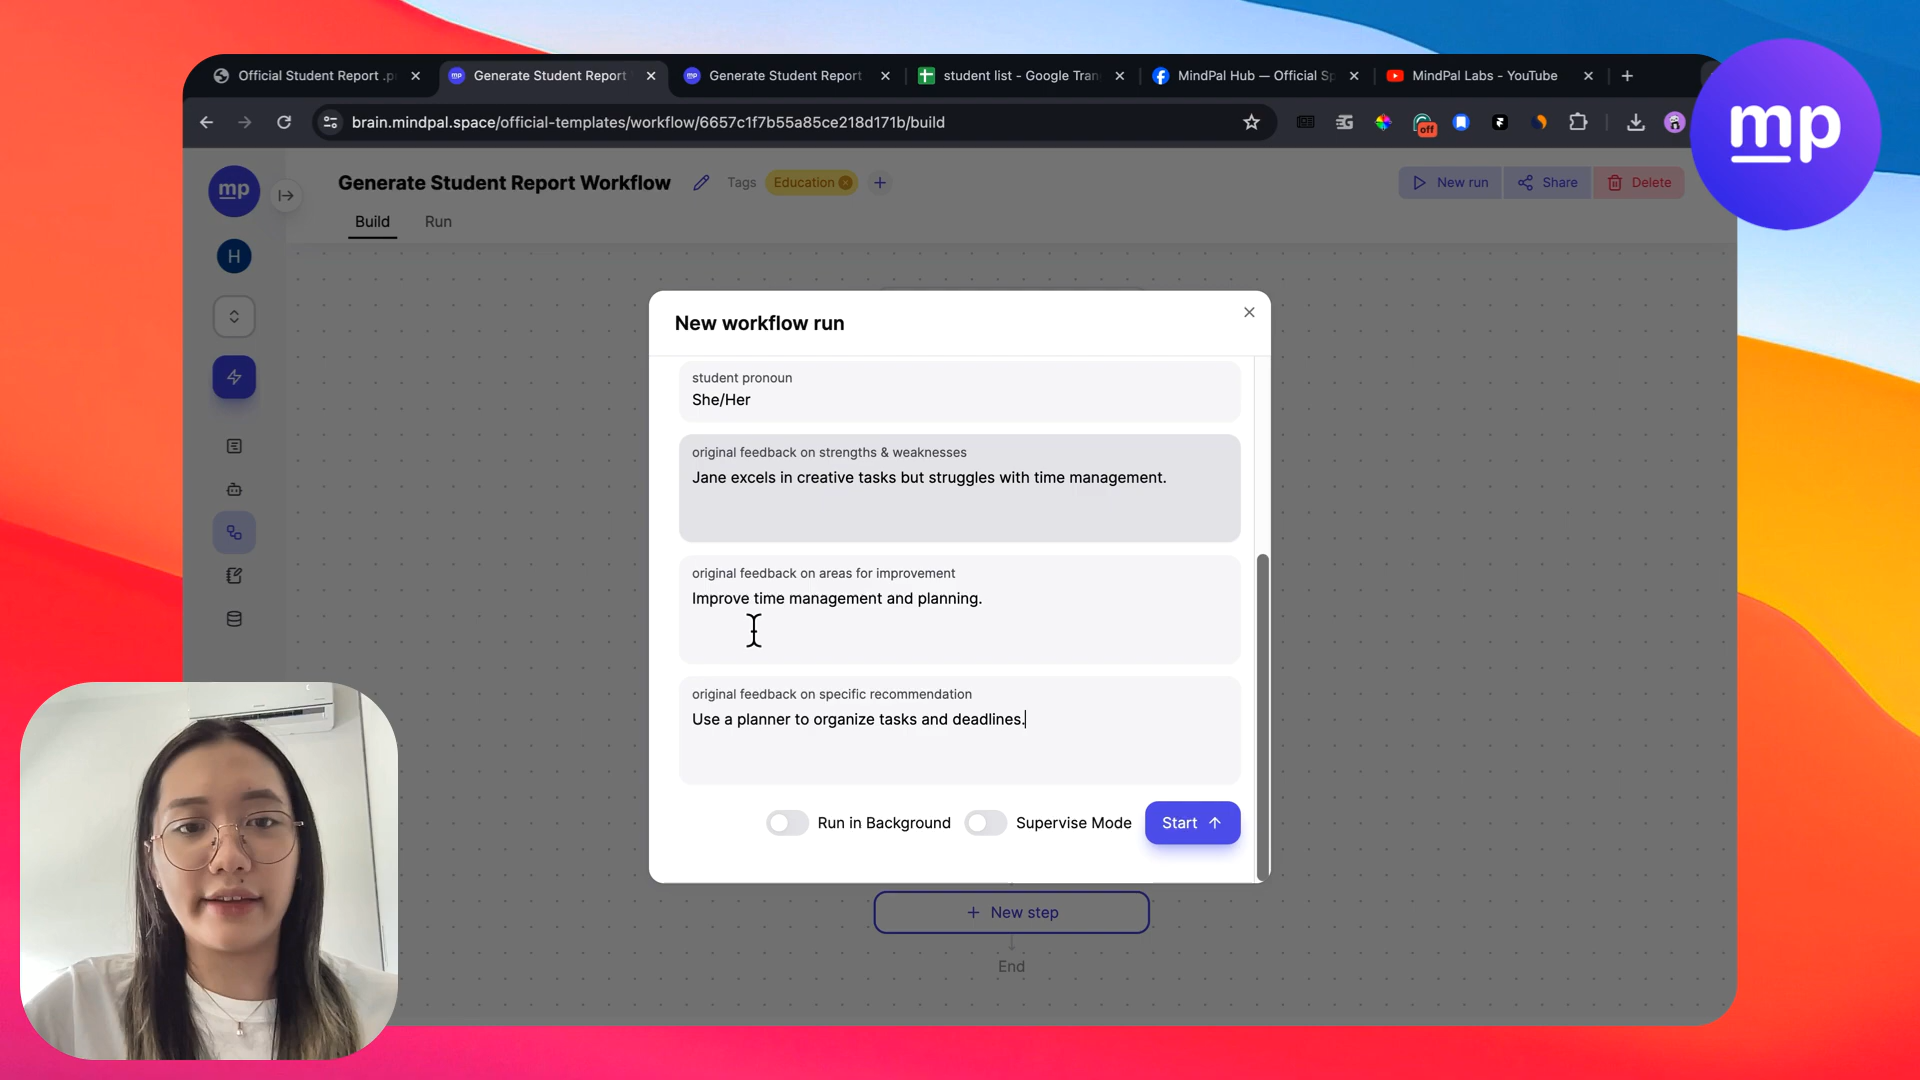 Official Student Report .p
Generate Student Report
Generate Student Report
student list - Google Tran
MindPal Hub — Official Sp
MindPal Labs - YouTube
brain.mindpal.space/official-templates/workflow/6657c1f7b55a85ce218d171b/build
off
mp
mp
Generate Student Report Workflow
Tags
Education
New run
Share
Delete
Build
Run
H
New workflow run
student pronoun
She/Her
original feedback on strengths & weaknesses
Jane excels in creative tasks but struggles with time management.
original feedback on areas for improvement
Improve time management and planning.
original feedback on specific recommendation
Use a planner to organize tasks and deadlines.
Run in Background
Supervise Mode
Start
New step
End